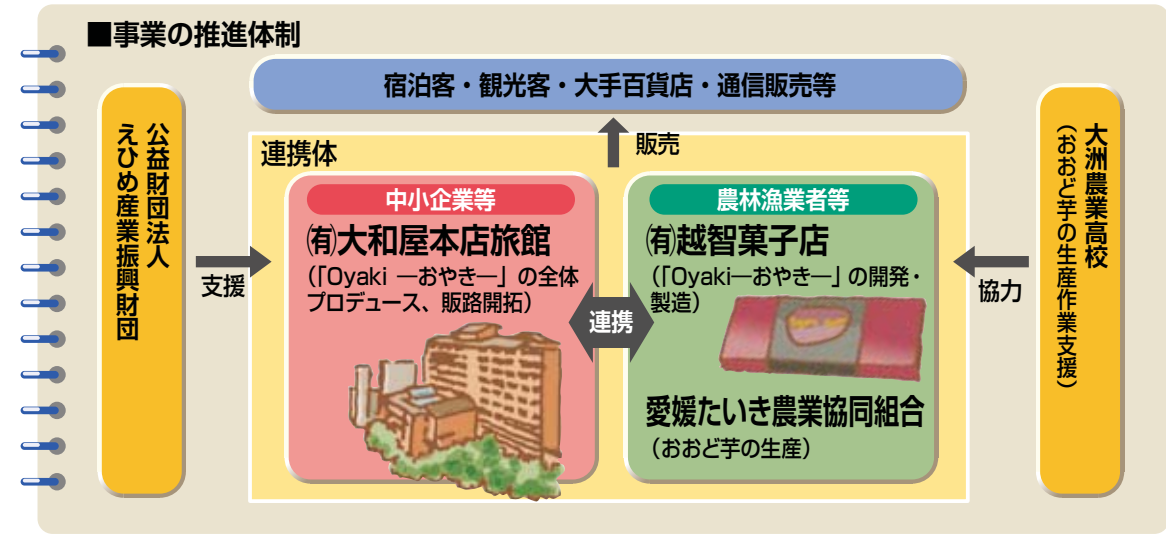 ■事業の推進体制
宿泊客・観光客・大手百貨店・通信販売等
公益財団法人
えひめ産業振興財団
支援
連携体
販売
中小企業等
㈲大和屋本店旅館
(「Oyaki ―おやき―」の全体
プロデュース、販路開拓)
連携
農林漁業者等
㈲越智菓子店
(「Oyaki―おやき―」の開発・
製造)
愛媛たいき農業協同組合
(おおど芋の生産)
協力
大洲農業高校
(おおど芋の生産作業支援)